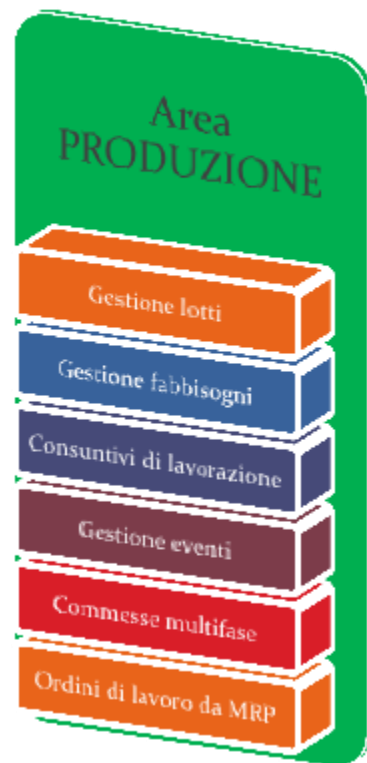 Area
PRODUZIONE
Gestione lotti
Gestione fabbisogni
Consuntivi di lavorazione
Gestione eventi
Commesse multifase
Ordini di lavoro da MRP